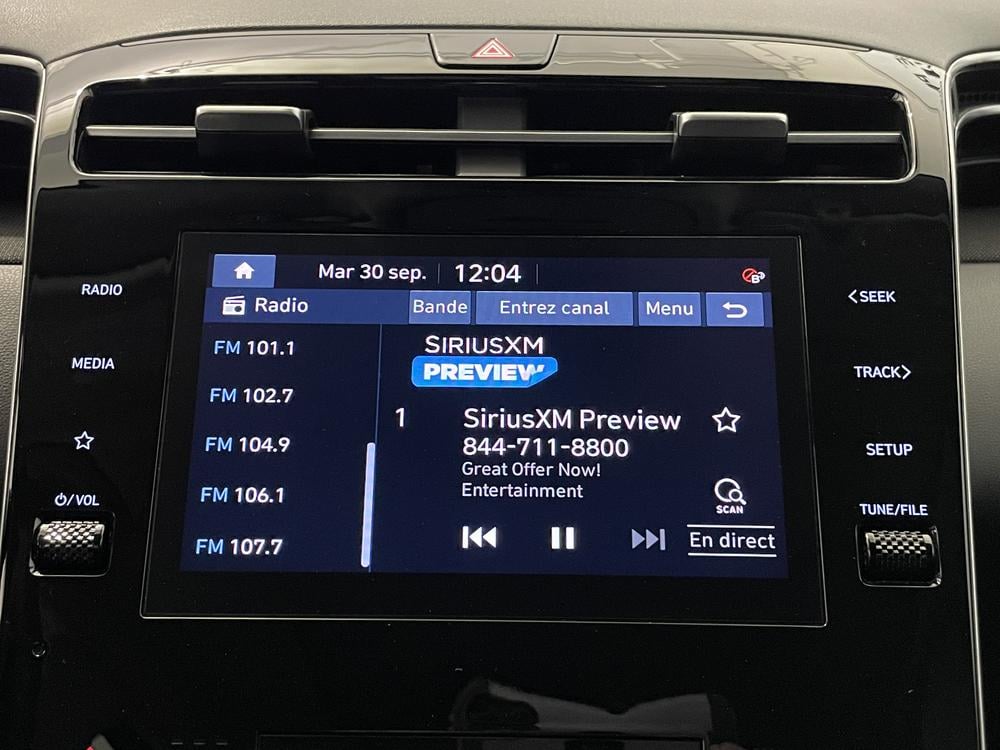 Mar 30 sep. 12:04
Radio Bande Entrez canal Menu
RADIO
MEDIA
⏻/VOL
FM 101.1
FM 102.7
FM 104.9
FM 106.1
FM 107.7
SIRIUSXM
PREVIEW
1 SiriusXM Preview
844-711-8800
Great Offer Now!
Entertainment
SCAN
En direct
<SEEK
TRACK>
SETUP
TUNE/FILE